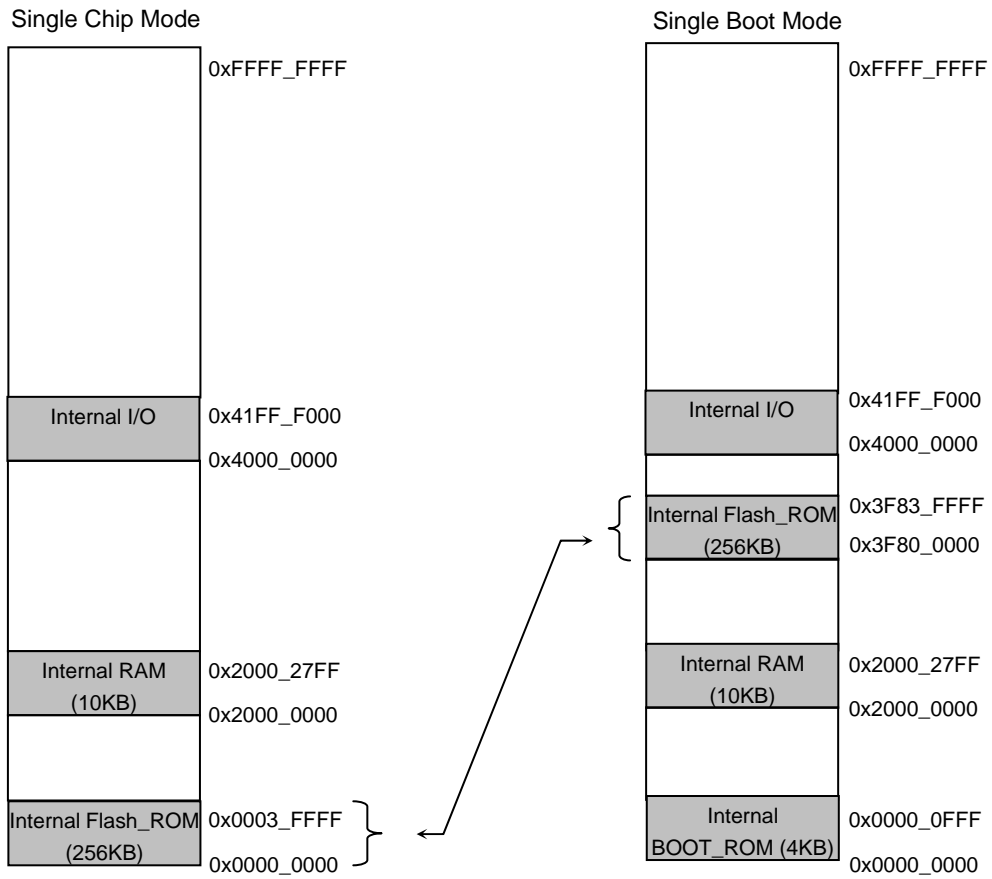 Single Chip Mode
0xFFFF_FFFF
Internal I/O
0x41FF_F000
0x4000_0000
Internal RAM
(10KB)
0x2000_27FF
0x2000_0000
Internal Flash_ROM
(256KB)
0x0003_FFFF
0x0000_0000
Single Boot Mode
0xFFFF_FFFF
Internal I/O
0x41FF_F000
0x4000_0000
Internal Flash_ROM
(256KB)
0x3F83_FFFF
0x3F80_0000
Internal RAM
(10KB)
0x2000_27FF
0x2000_0000
Internal
BOOT_ROM (4KB)
0x0000_0FFF
0x0000_0000